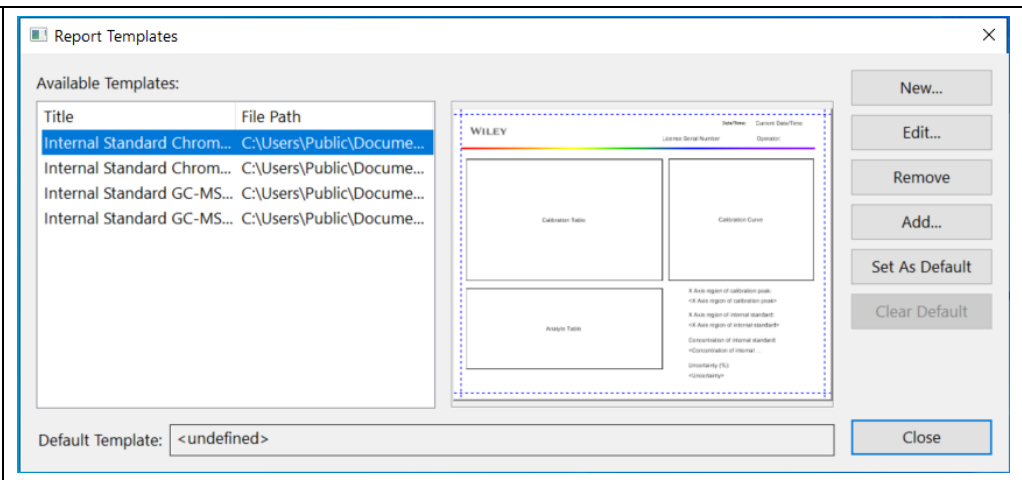 Report Templates
Available Templates:
Title File Path
Internal Standard Chrom... C:\Users\Public\Docume...
Internal Standard Chrom... C:\Users\Public\Docume...
Internal Standard GC-MS... C:\Users\Public\Docume...
Internal Standard GC-MS... C:\Users\Public\Docume...
WILEY
Date/Time: Current Date/Time
License Serial Number Operator:
Calibration Table
Calibration Curve
Analyte Table
X Axis region of calibration peak:
<X Axis region of calibration peak>
X Axis region of internal standard:
<X Axis region of internal standard>
Concentration of internal standard:
<Concentration of internal ...
Uncertainty (%):
<Uncertainty>
New...
Edit...
Remove
Add...
Set As Default
Clear Default
Default Template: <undefined>
Close